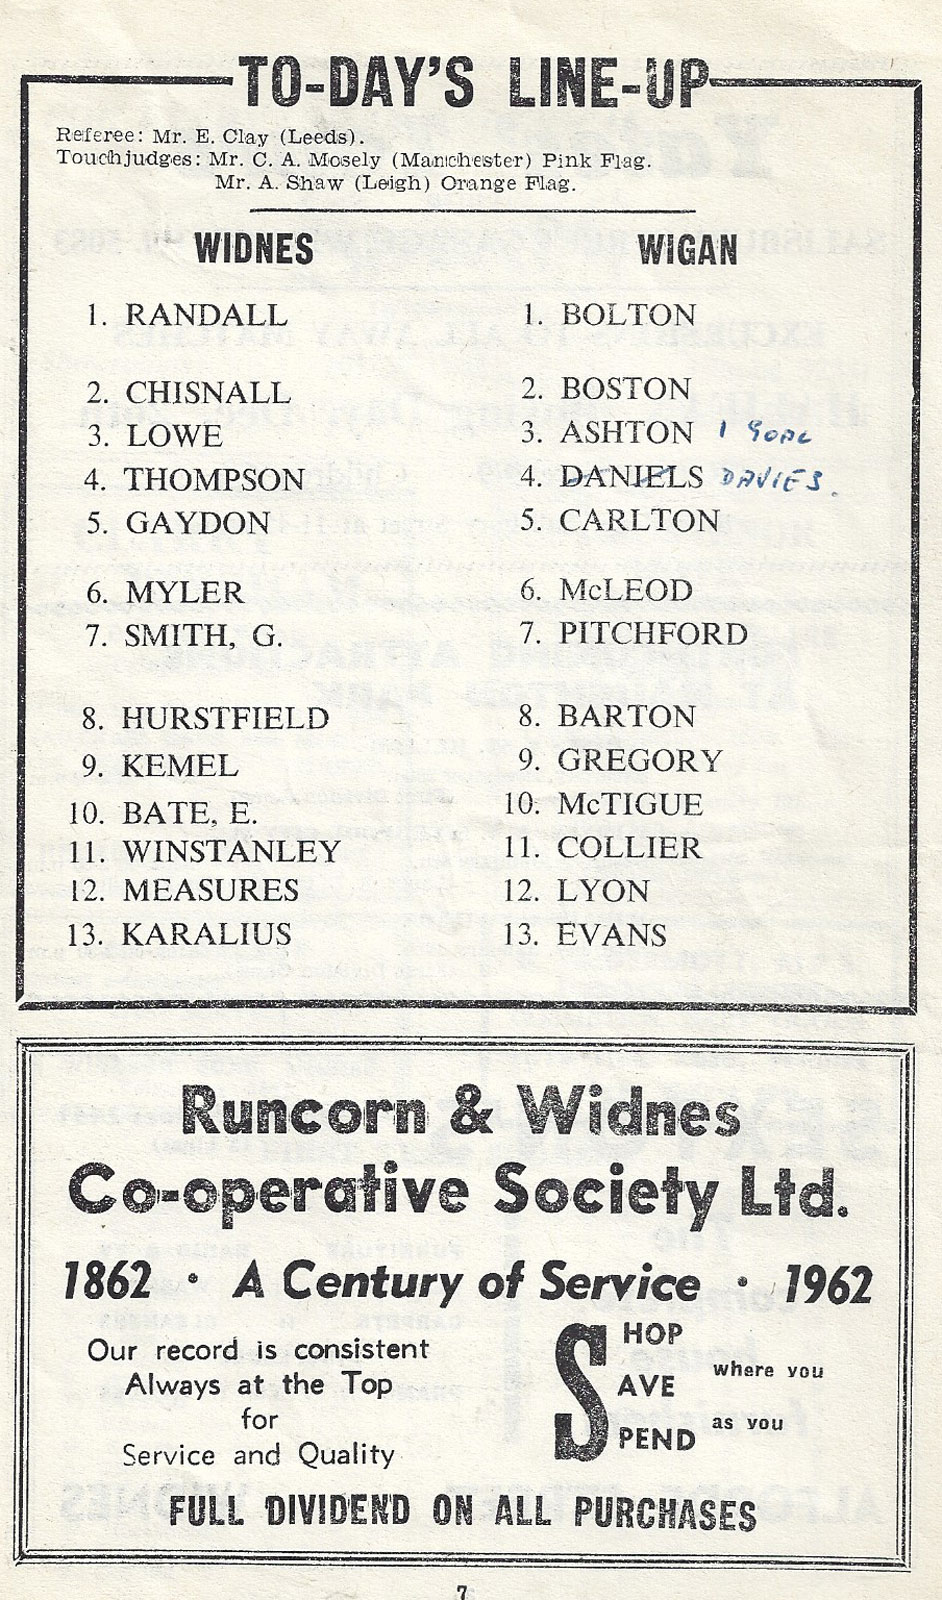 TO-DAY'S LINE-UP
Referee: Mr. E. Clay (Leeds).
Touchjudges: Mr. C. A. Mosely (Manchester) Pink Flag.
Mr. A. Shaw (Leigh) Orange Flag.
WIDNES
1. RANDALL
2. CHISNALL
3. LOWE
4. THOMPSON
5. GAYDON
6. MYLER
7. SMITH, G.
8. HURSTFIELD
9. KEMEL
10. BATE, E.
11. WINSTANLEY
12. MEASURES
13. KARALIUS
WIGAN
1. BOLTON
2. BOSTON
3. ASHTON 1 GOAL
4. DANIELS DAVIES.
5. CARLTON
6. McLEOD
7. PITCHFORD
8. BARTON
9. GREGORY
10. McTIGUE
11. COLLIER
12. LYON
13. EVANS
Runcorn & Widnes
Co-operative Society Ltd.
1862 · A Century of Service · 1962
Our record is consistent
Always at the Top
for
Service and Quality
SHOP
SAVE where you
SPEND as you
FULL DIVIDEND ON ALL PURCHASES
7